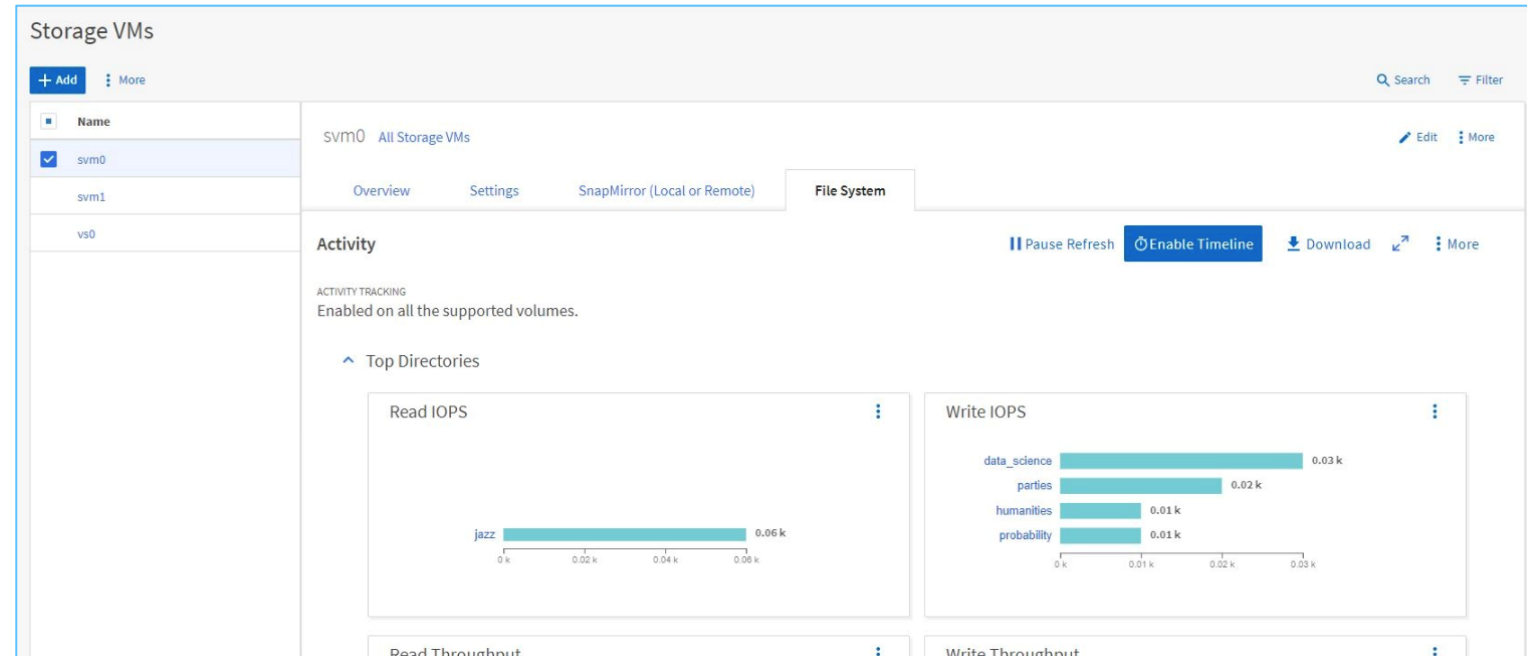 Storage VMs
+ Add More
Search Filter
Name
svm0
svm1
vs0
svm0 All Storage VMs
Edit More
Overview Settings SnapMirror (Local or Remote) File System
Activity
Pause Refresh Enable Timeline Download More
ACTIVITY TRACKING
Enabled on all the supported volumes.
Top Directories
Read IOPS
jazz 0.06 k
0 k 0.02 k 0.04 k 0.06 k
Write IOPS
data_science 0.03 k
parties 0.02 k
humanities 0.01 k
probability 0.01 k
0 k 0.01 k 0.02 k 0.03 k
Read Throughput
Write Throughput